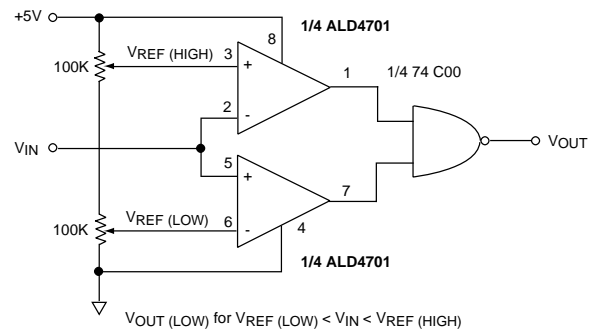 +5V
1/4 ALD4701
8
VREF (HIGH)
3
100K
+
1
1/4 74 C00
2
-
VIN
VOUT
5
+
7
VREF (LOW)
6
-
4
100K
1/4 ALD4701
VOUT (LOW) for VREF (LOW) < VIN < VREF (HIGH)